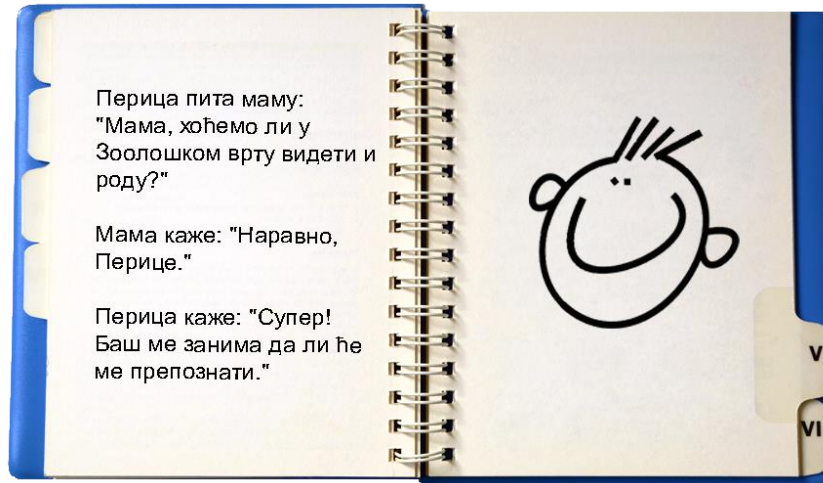 Перица пита маму:
"Мама, хоћемо ли у
Зоолошком врту видети и
роду?"
Мама каже: "Наравно,
Перице."
Перица каже: "Супер!
Баш ме занима да ли ће
ме препознати."
V
VI